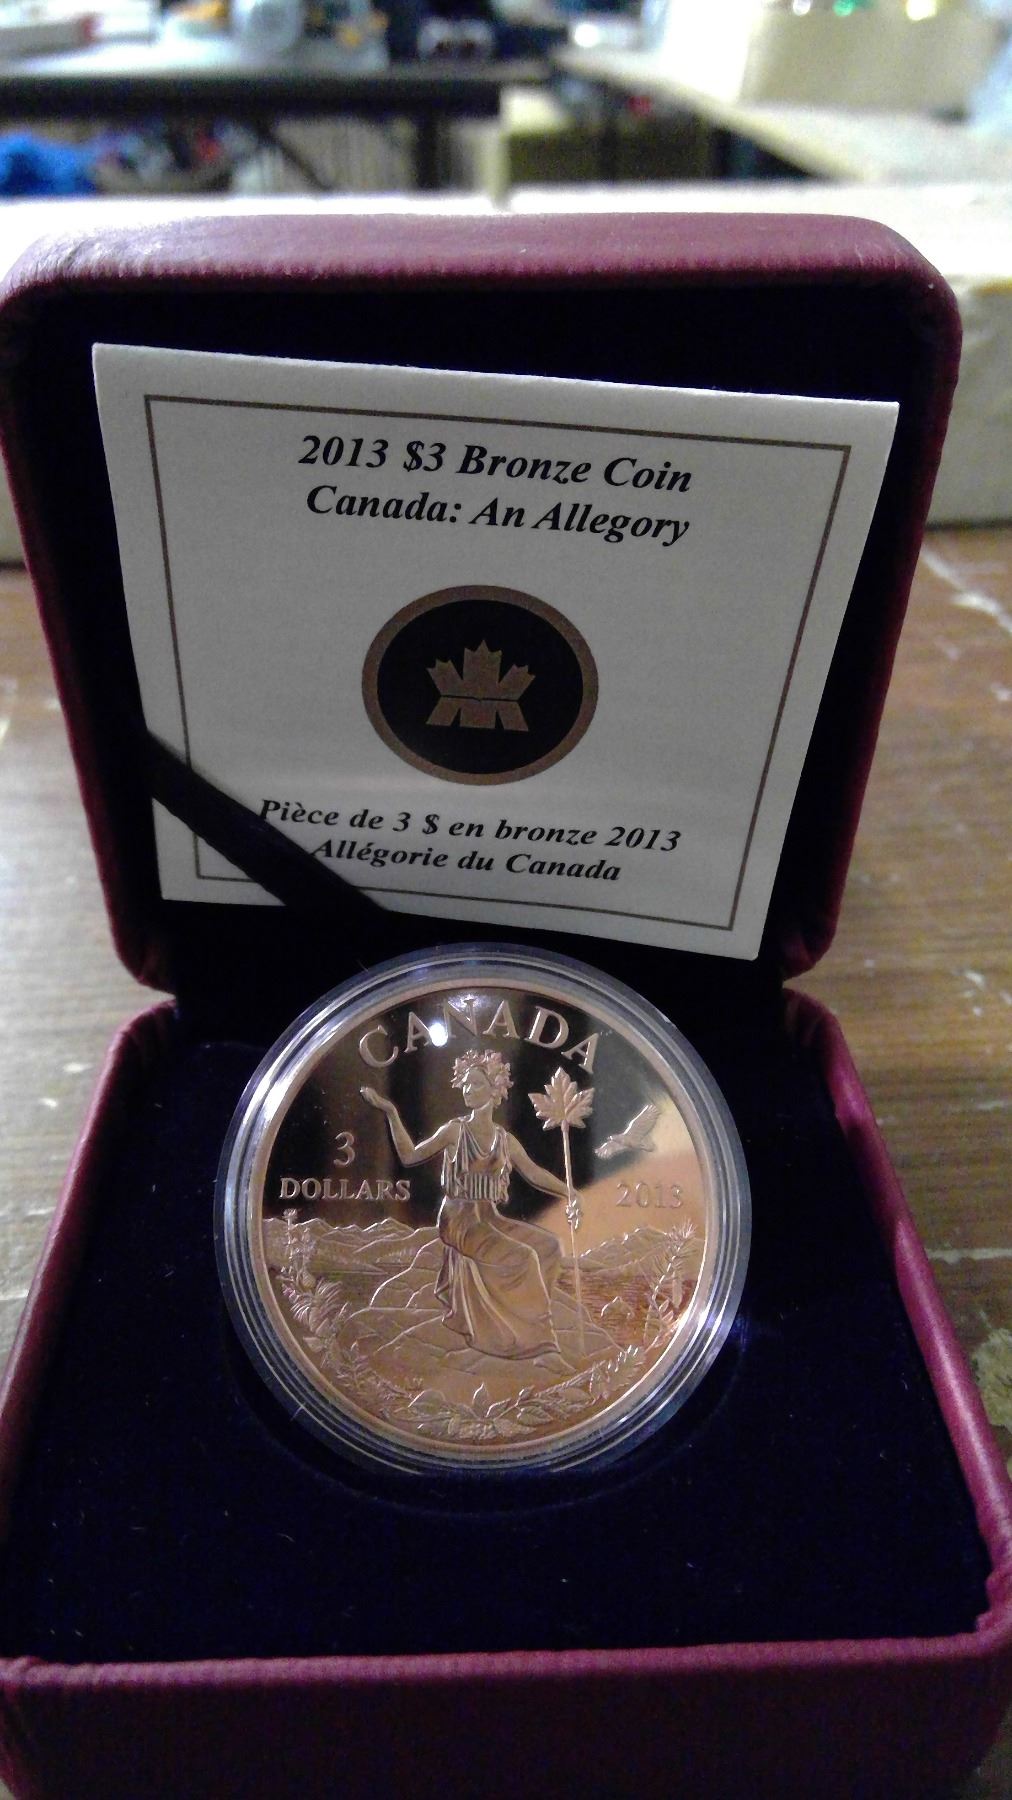 2013 $3 Bronze Coin
Canada: An Allegory
Pièce de 3 $ en bronze 2013
Allégorie du Canada
CANADA
3
DOLLARS
2013